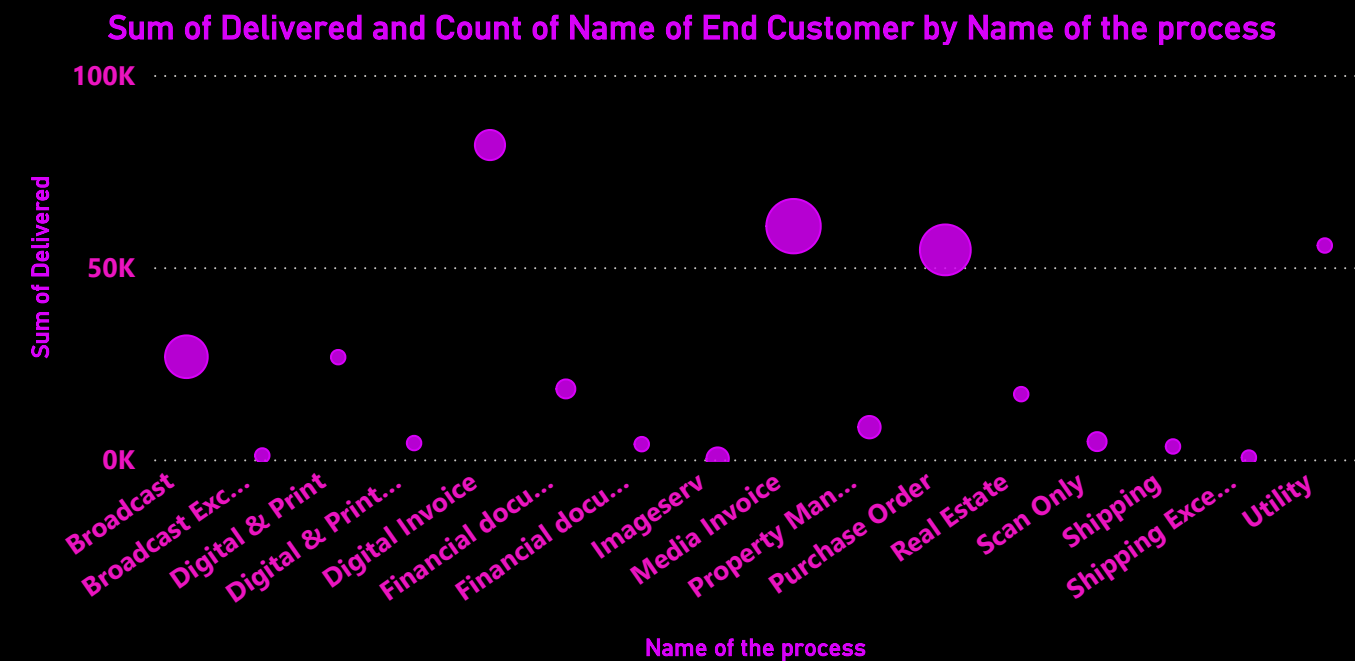 Sum of Delivered and Count of Name of End Customer by Name of the process
100K
50K
0K
Sum of Delivered
Broadcast
Broadcast Exc...
Digital & Print
Digital & Print...
Digital Invoice
Financial docu...
Financial docu...
Imageserv
Media Invoice
Property Man...
Purchase Order
Real Estate
Scan Only
Shipping
Shipping Exce...
Utility
Name of the process